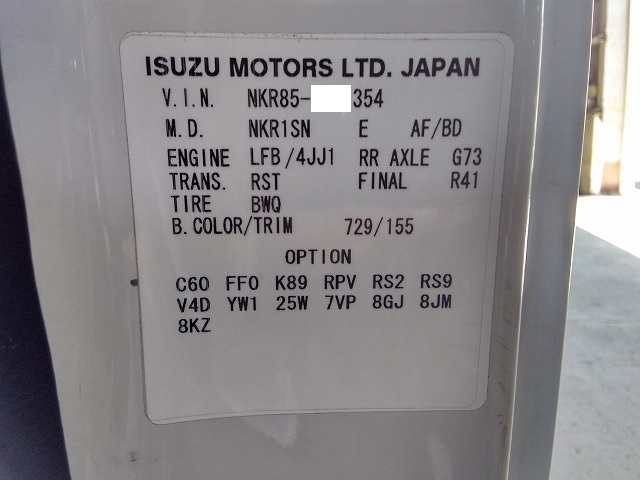 ISUZU MOTORS LTD. JAPAN
V.I.N. NKR85- 354
M.D. NKR1SN E AF/BD
ENGINE LFB/4JJ1 RR AXLE G73
TRANS. RST FINAL R41
TIRE BWQ
B.COLOR/TRIM 729/155
OPTION
C60 FF0 K89 RPV RS2 RS9
V4D YW1 25W 7VP 8GJ 8JM
8KZ